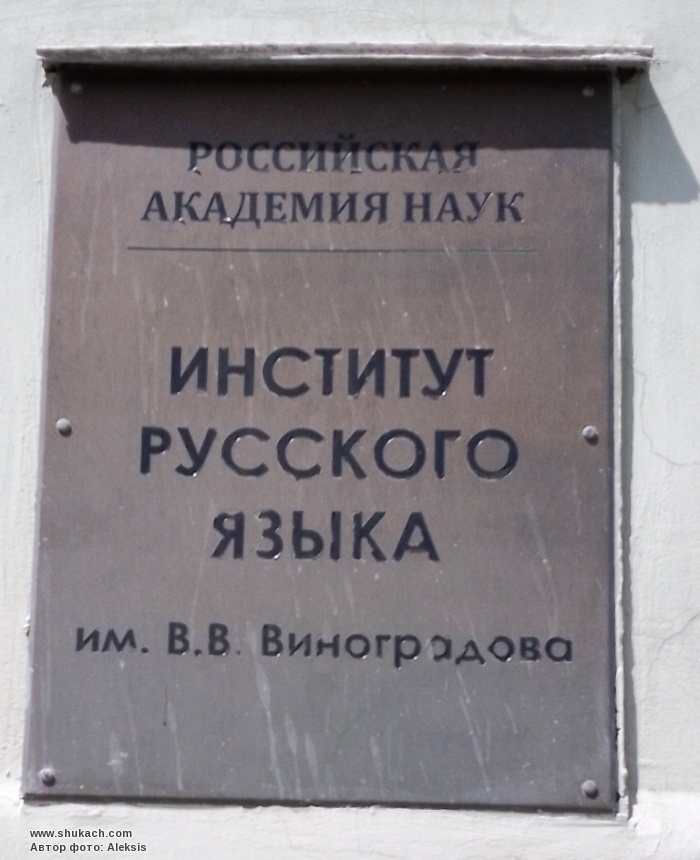 РОССИЙСКАЯ
АКАДЕМИЯ НАУК
ИНСТИТУТ
РУССКОГО
ЯЗЫКА
им. В.В. Виноградова
www.shukach.com
Автор фото: Aleksis